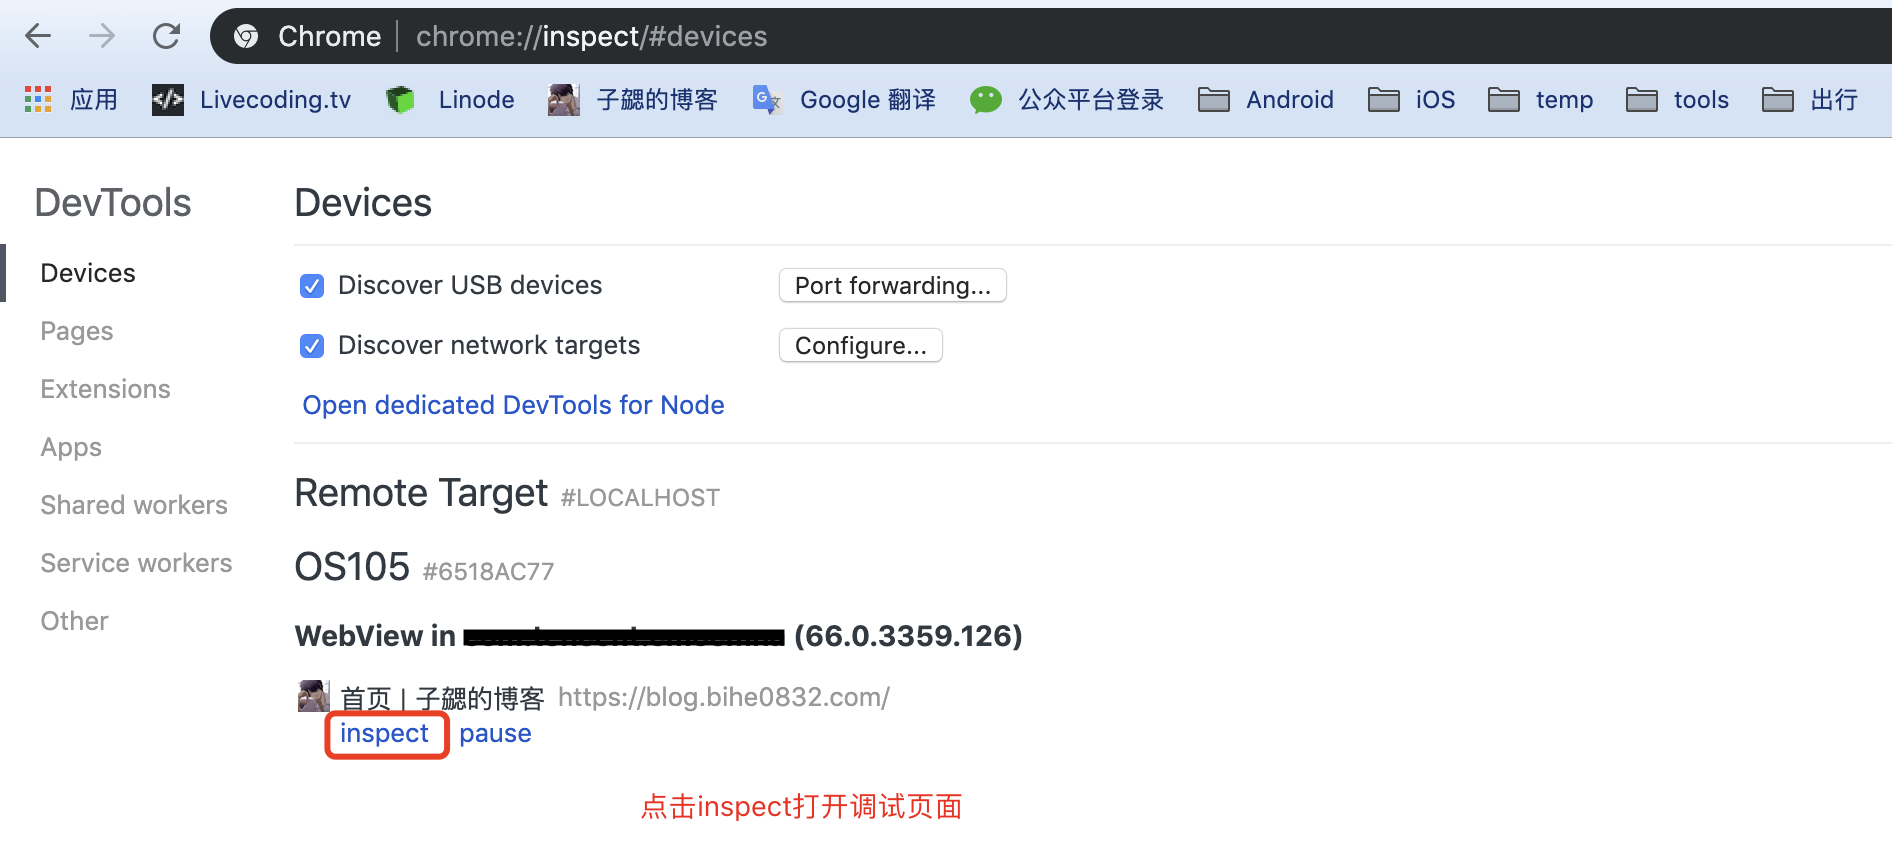 Chrome chrome://inspect/#devices
应用 Livecoding.tv Linode 子勰的博客 Google 翻译 公众平台登录 Android iOS temp tools 出行
DevTools
Devices
Pages
Extensions
Apps
Shared workers
Service workers
Other
Devices
Discover USB devices Port forwarding...
Discover network targets Configure...
Open dedicated DevTools for Node
Remote Target #LOCALHOST
OS105 #6518AC77
WebView in (66.0.3359.126)
首页 | 子勰的博客 https://blog.bihe0832.com/
inspect pause
点击inspect打开调试页面